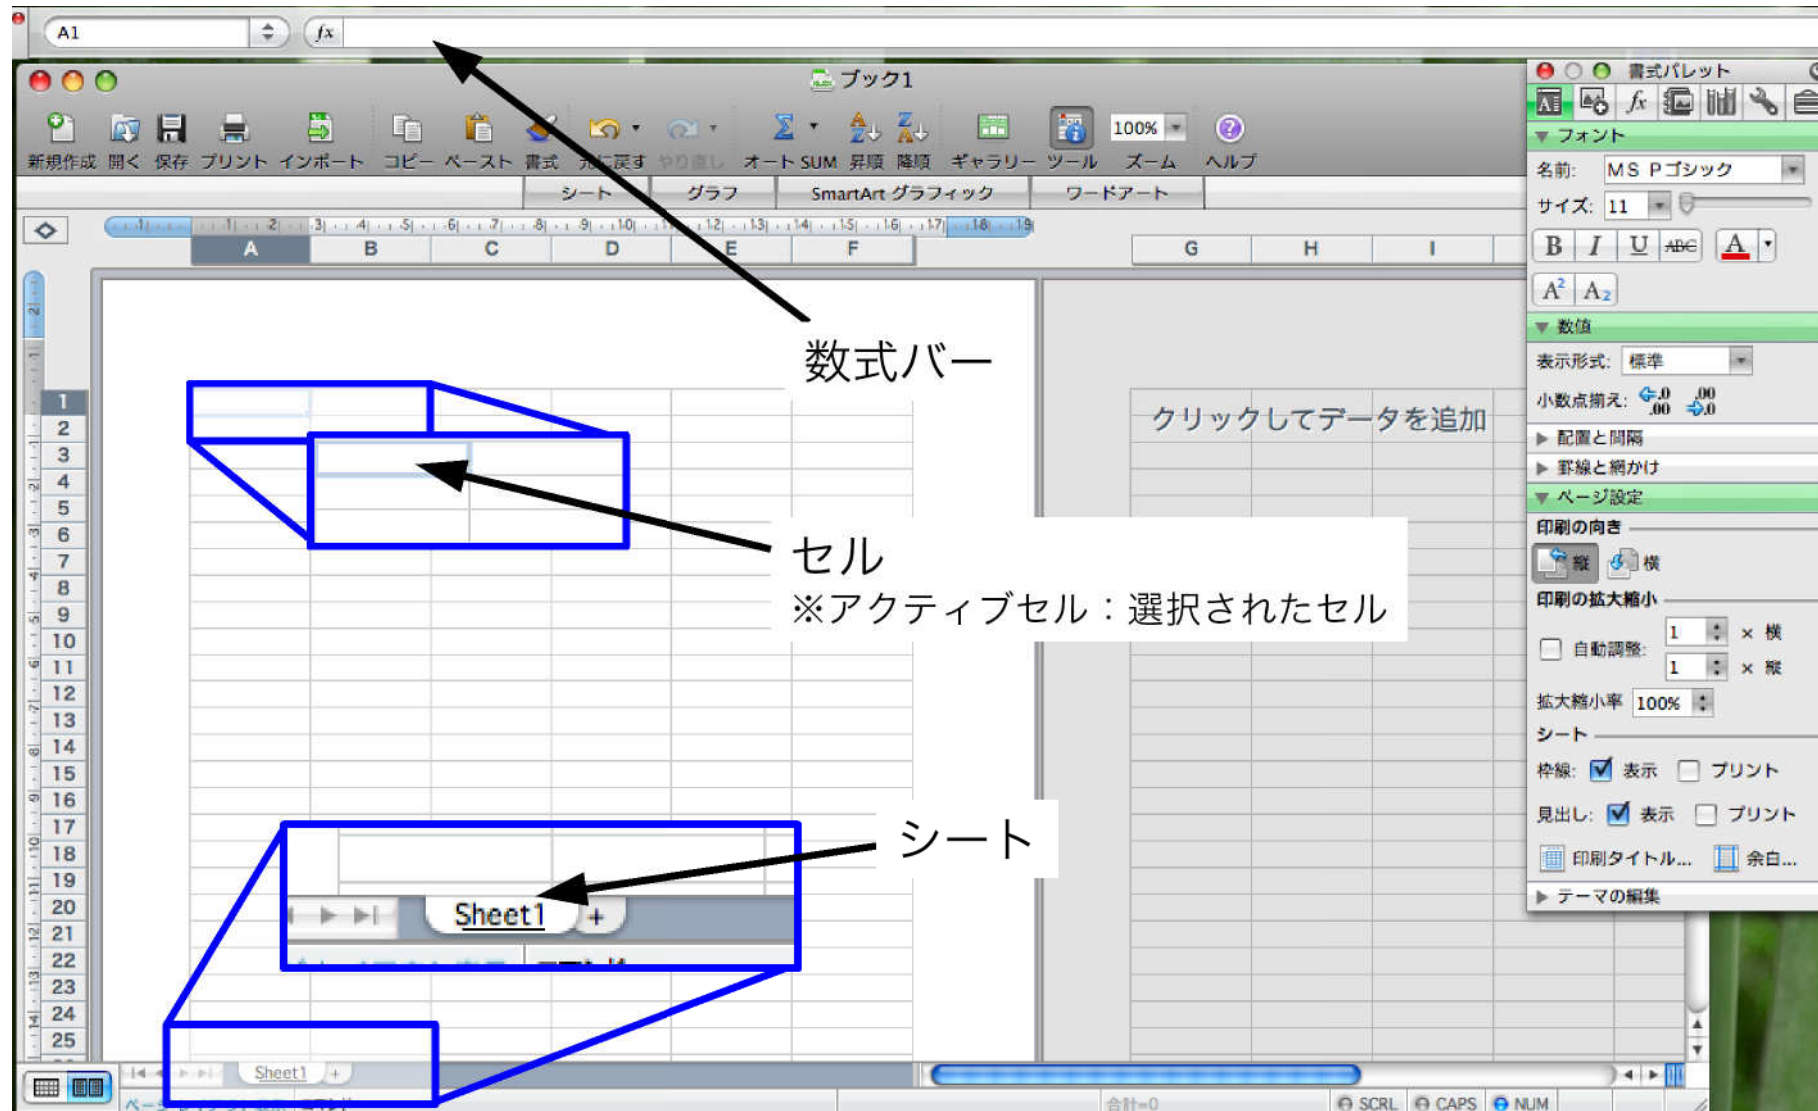 A1
fx
ブック1
新規作成 開く 保存 プリント インポート コピー ペースト 書式 元に戻す やり直し オート SUM 昇順 降順 ギャラリー ツール ズーム ヘルプ
100%
シート グラフ SmartArt グラフィック ワードアート
A B C D E F G H I
数式バー
クリックしてデータを追加
セル
※アクティブセル：選択されたセル
シート
Sheet1 +
1
2
3
4
5
6
7
8
9
10
11
12
13
14
15
16
17
18
19
20
21
22
23
24
25
Sheet1 +
合計=0 SCRL CAPS NUM
書式パレット
フォント
名前: MS Pゴシック
サイズ: 11
B I U ABC A
A2 A2
数値
表示形式: 標準
小数点揃え: .0 .00 .00 .0
配置と間隔
罫線と網かけ
ページ設定
印刷の向き
縦 横
印刷の拡大縮小
自動調整:
1 × 横
1 × 縦
拡大縮小率 100%
シート
枠線: 表示 プリント
見出し: 表示 プリント
印刷タイトル... 余白...
テーマの編集